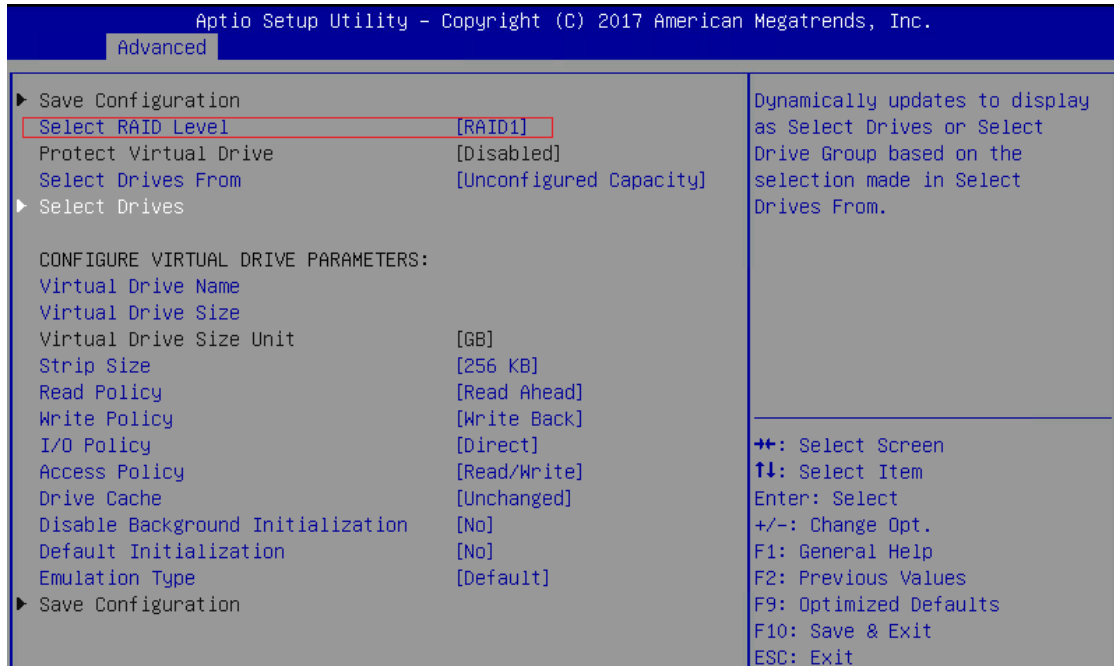 Aptio Setup Utility – Copyright (C) 2017 American Megatrends, Inc.
Advanced
▶ Save Configuration
Select RAID Level [RAID1]
Protect Virtual Drive [Disabled]
Select Drives From [Unconfigured Capacity]
▶ Select Drives
CONFIGURE VIRTUAL DRIVE PARAMETERS:
Virtual Drive Name
Virtual Drive Size
Virtual Drive Size Unit [GB]
Strip Size [256 KB]
Read Policy [Read Ahead]
Write Policy [Write Back]
I/O Policy [Direct]
Access Policy [Read/Write]
Drive Cache [Unchanged]
Disable Background Initialization [No]
Default Initialization [No]
Emulation Type [Default]
▶ Save Configuration
Dynamically updates to display
as Select Drives or Select
Drive Group based on the
selection made in Select
Drives From.
→←: Select Screen
↑↓: Select Item
Enter: Select
+/-: Change Opt.
F1: General Help
F2: Previous Values
F9: Optimized Defaults
F10: Save & Exit
ESC: Exit